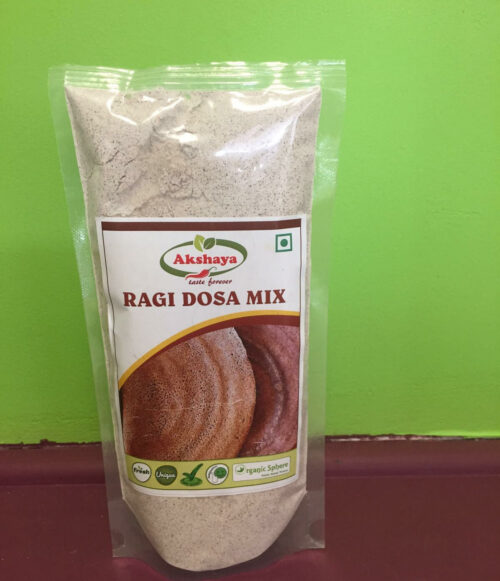 Akshaya
taste forever
RAGI DOSA MIX
Fresh
Unique
Organic Sphere